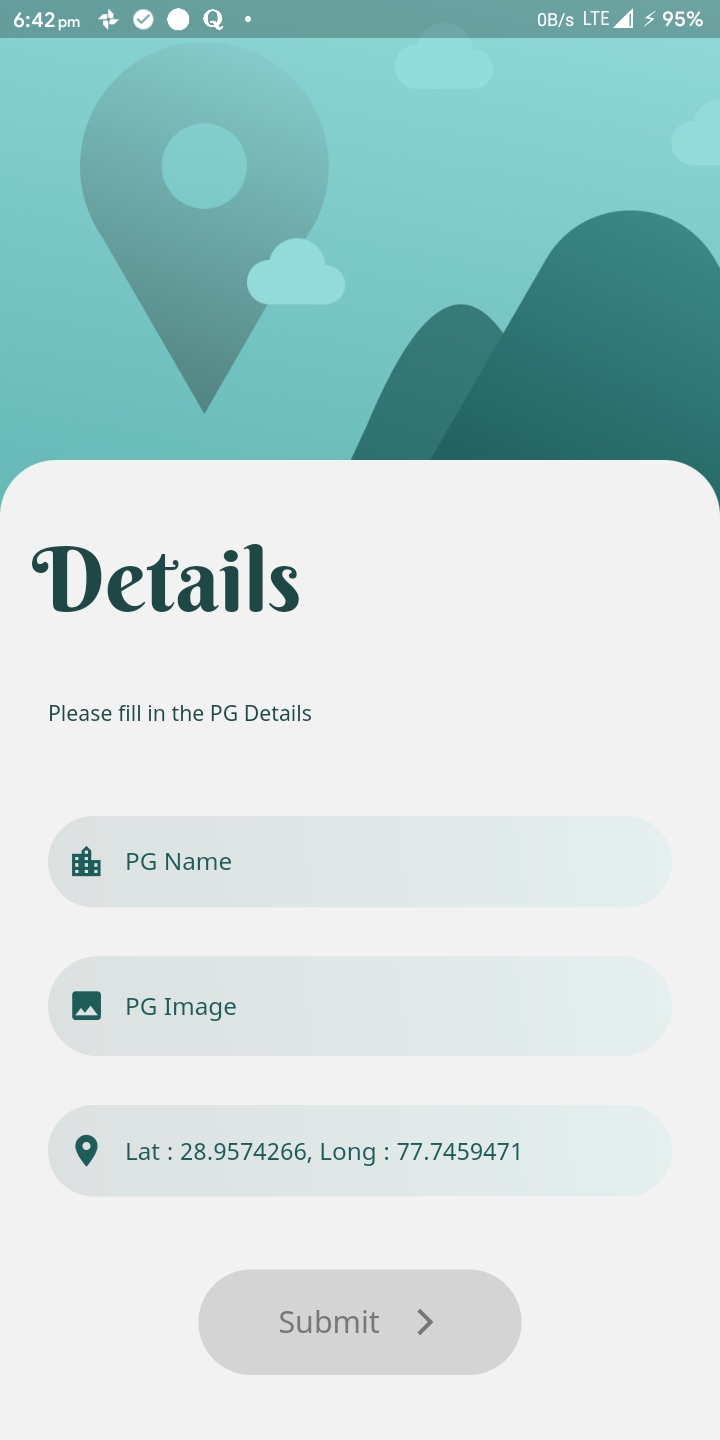 6:42 pm Q 0B/s LTE 95%
Details
Please fill in the PG Details
PG Name
PG Image
Lat : 28.9574266, Long : 77.7459471
Submit